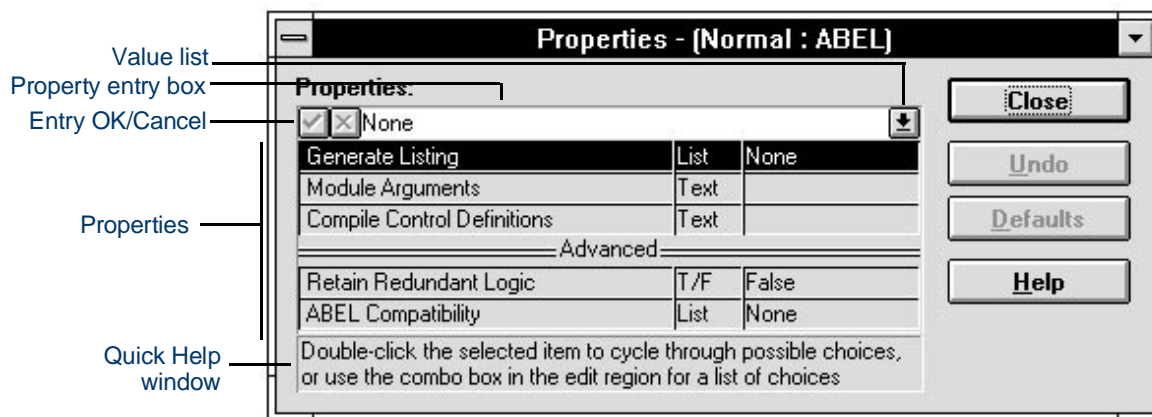 Properties - (Normal : ABEL)
Value list
Property entry box
Properties:
Entry OK/Cancel
None
Close
Generate Listing List None
Undo
Module Arguments Text
Compile Control Definitions Text
Defaults
Properties
Advanced
Retain Redundant Logic T/F False
Help
ABEL Compatibility List None
Quick Help
window
Double-click the selected item to cycle through possible choices,
or use the combo box in the edit region for a list of choices